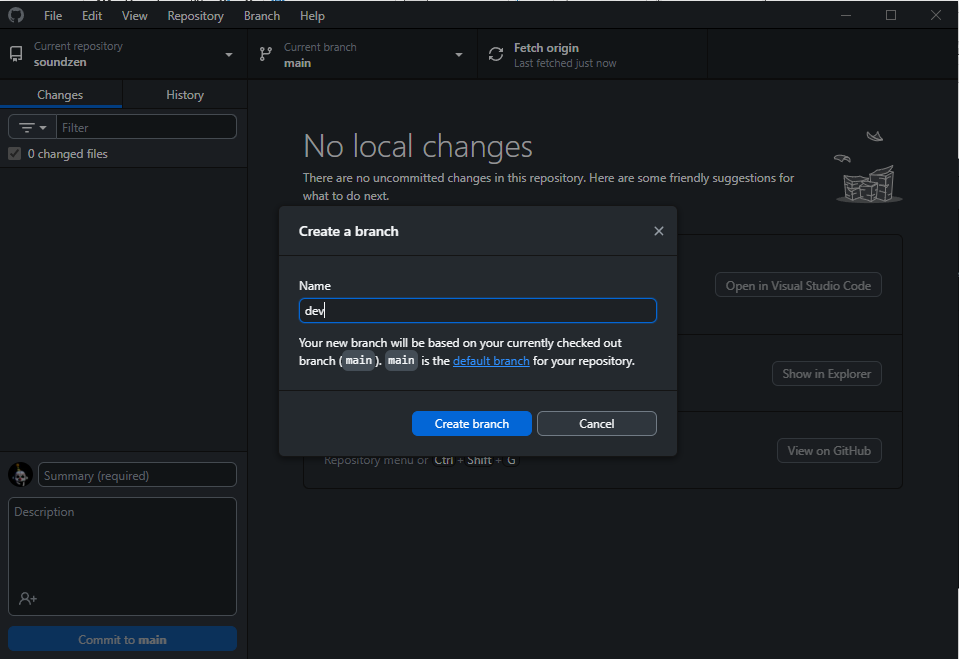 File Edit View Repository Branch Help
Current repository
soundzen
Current branch
main
Fetch origin
Last fetched just now
Changes History
Filter
0 changed files
No local changes
There are no uncommitted changes in this repository. Here are some friendly suggestions for
what to do next.
Create a branch
Name
dev
Your new branch will be based on your currently checked out
branch (main). main is the default branch for your repository.
Create branch Cancel
Open in Visual Studio Code
Show in Explorer
View on GitHub
Repository menu or Ctrl + Shift + G
Summary (required)
Description
Commit to main